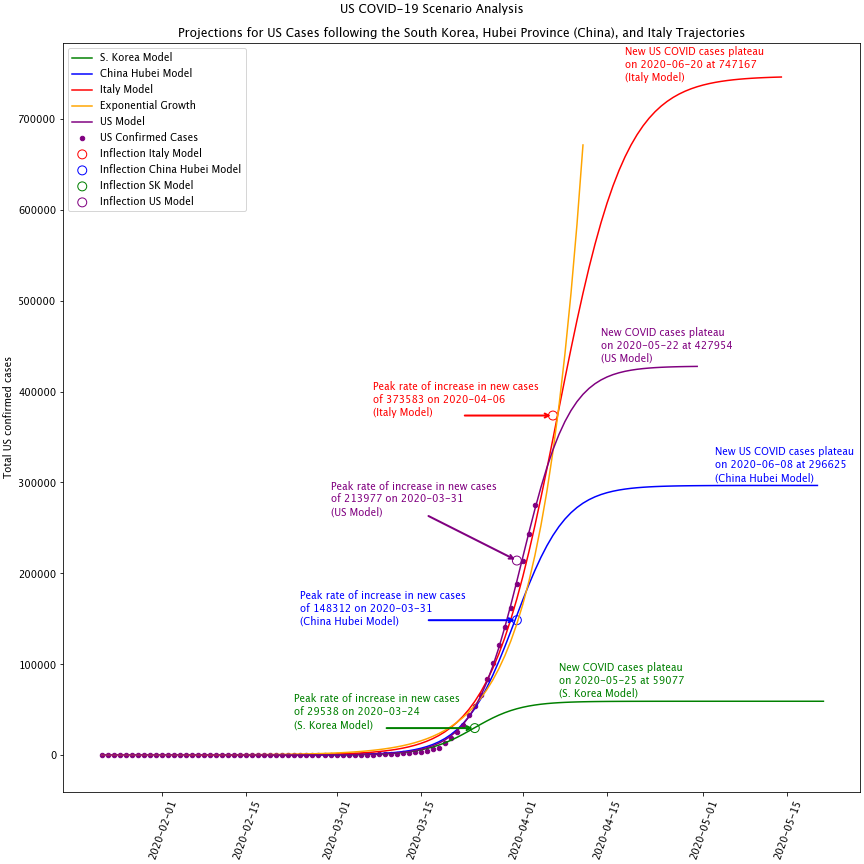 US COVID-19 Scenario Analysis
Projections for US Cases following the South Korea, Hubei Province (China), and Italy Trajectories
S. Korea Model
China Hubei Model
Italy Model
Exponential Growth
US Model
US Confirmed Cases
Inflection Italy Model
Inflection China Hubei Model
Inflection SK Model
Inflection US Model
New US COVID cases plateau
on 2020-06-20 at 747167
(Italy Model)
New COVID cases plateau
on 2020-05-22 at 427954
(US Model)
Peak rate of increase in new cases
of 373583 on 2020-04-06
(Italy Model)
New US COVID cases plateau
on 2020-06-08 at 296625
(China Hubei Model)
Peak rate of increase in new cases
of 213977 on 2020-03-31
(US Model)
Peak rate of increase in new cases
of 148312 on 2020-03-31
(China Hubei Model)
New COVID cases plateau
on 2020-05-25 at 59077
(S. Korea Model)
Peak rate of increase in new cases
of 29538 on 2020-03-24
(S. Korea Model)
Total US confirmed cases
700000
600000
500000
400000
300000
200000
100000
0
2020-02-01
2020-02-15
2020-03-01
2020-03-15
2020-04-01
2020-04-15
2020-05-01
2020-05-15